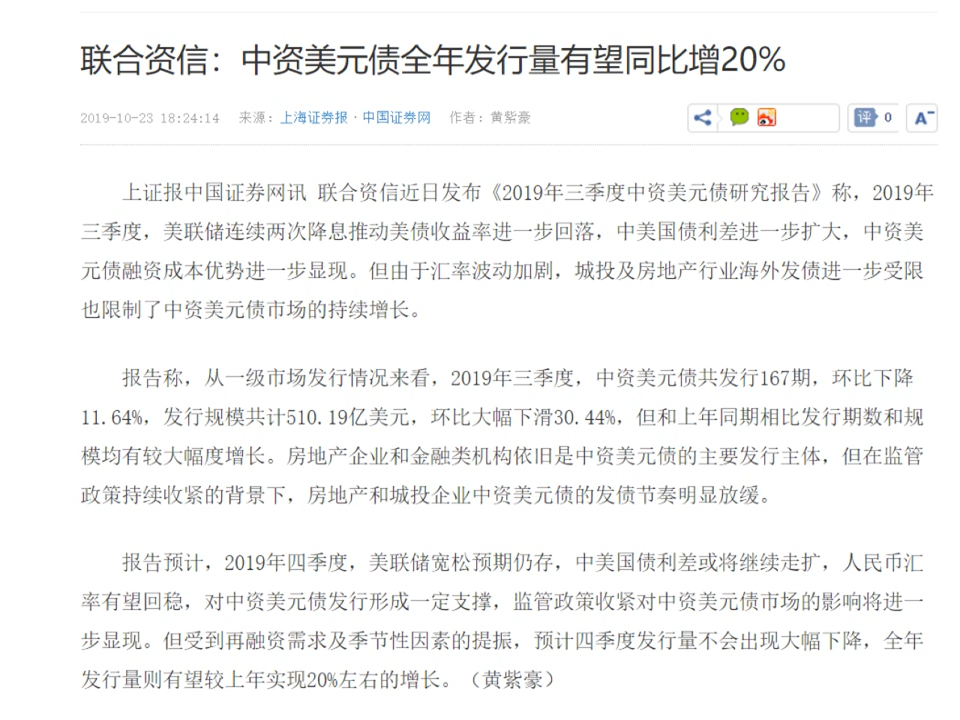 联合资信：中资美元债全年发行量有望同比增20%
2019-10-23 18:24:14 来源：上海证券报·中国证券网 作者：黄紫豪
评 0 A-
上证报中国证券网讯 联合资信近日发布《2019年三季度中资美元债研究报告》称，2019年
三季度，美联储连续两次降息推动美债收益率进一步回落，中美国债利差进一步扩大，中资美
元债融资成本优势进一步显现。但由于汇率波动加剧，城投及房地产行业海外发债进一步受限
也限制了中资美元债市场的持续增长。
报告称，从一级市场发行情况来看，2019年三季度，中资美元债共发行167期，环比下降
11.64%，发行规模共计510.19亿美元，环比大幅下滑30.44%，但和上年同期相比发行期数和规
模均有较大幅度增长。房地产企业和金融类机构依旧是中资美元债的主要发行主体，但在监管
政策持续收紧的背景下，房地产和城投企业中资美元债的发债节奏明显放缓。
报告预计，2019年四季度，美联储宽松预期仍存，中美国债利差或将继续走扩，人民币汇
率有望回稳，对中资美元债发行形成一定支撑，监管政策收紧对中资美元债市场的影响将进一
步显现。但受到再融资需求及季节性因素的提振，预计四季度发行量不会出现大幅下降，全年
发行量则有望较上年实现20%左右的增长。（黄紫豪）